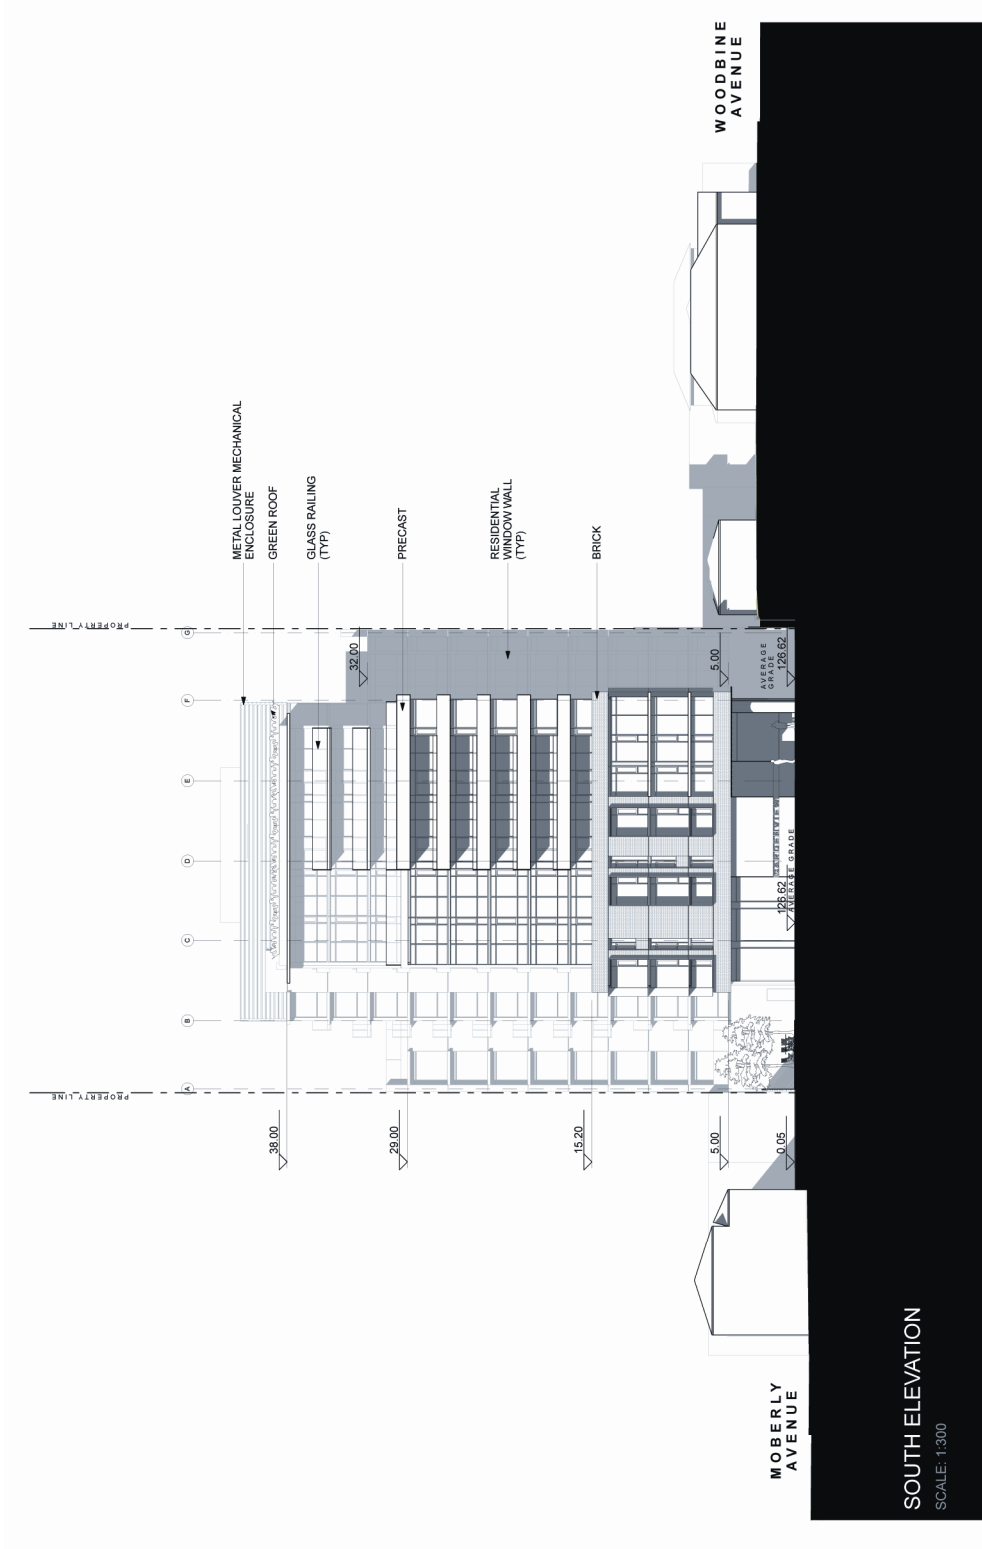 METAL LOUVER MECHANICAL
ENCLOSURE
GREEN ROOF
GLASS RAILING
(TYP)
PRECAST
RESIDENTIAL
WINDOW WALL
(TYP)
BRICK
PROPERTY LINE
PROPERTY LINE
A
B
C
D
E
F
G
38.00
29.00
15.20
5.00
0.05
32.00
5.00
126.62
AVERAGE
GRADE
126.62
AVERAGE GRADE
GARDENVIEW
MOBERLY
AVENUE
WOODBINE
AVENUE
SOUTH ELEVATION
SCALE: 1:300